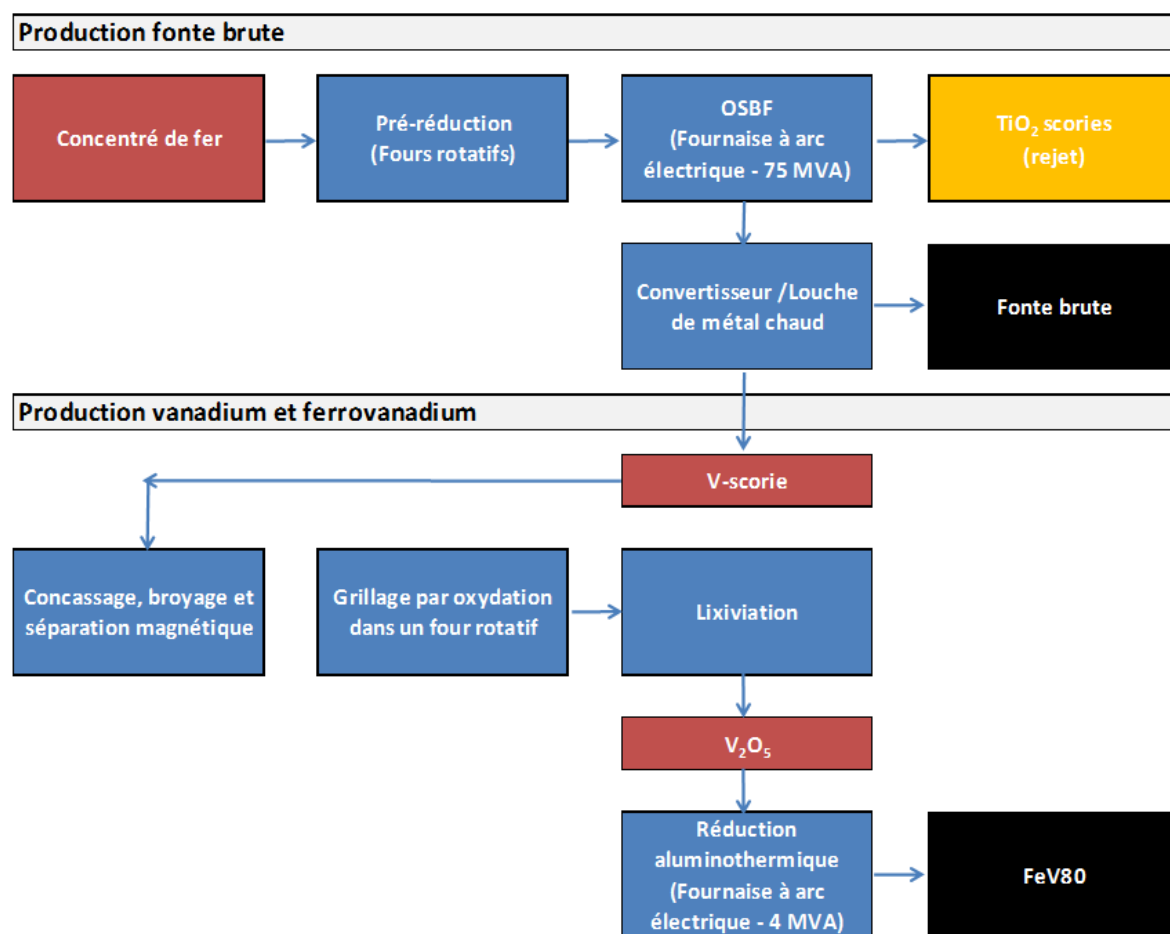 Production fonte brute
Concentré de fer
Pré-réduction
(Fours rotatifs)
OSBF
(Fournaise à arc
électrique - 75 MVA)
TiO₂ scories
(rejet)
Convertisseur /Louche
de métal chaud
Fonte brute
Production vanadium et ferrovanadium
V-scorie
Concassage, broyage et
séparation magnétique
Grillage par oxydation
dans un four rotatif
Lixiviation
V₂O₅
Réduction
aluminothermique
(Fournaise à arc
électrique - 4 MVA)
FeV80